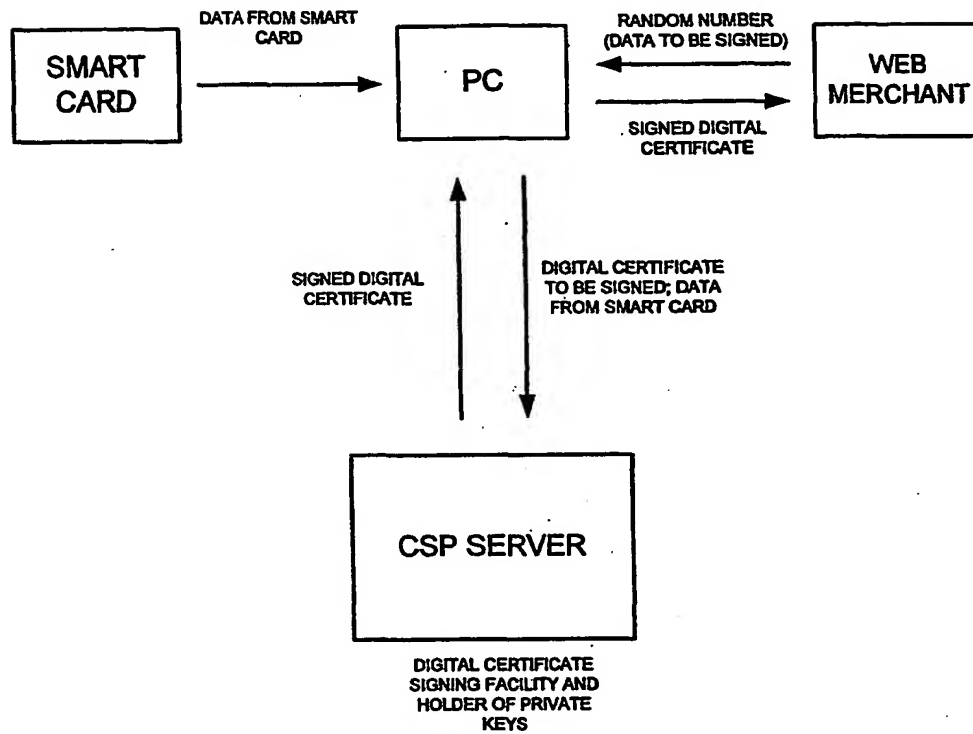 DATA FROM SMART
CARD
RANDOM NUMBER
(DATA TO BE SIGNED)
SMART
CARD
PC
WEB
MERCHANT
SIGNED DIGITAL
CERTIFICATE
SIGNED DIGITAL
CERTIFICATE
DIGITAL CERTIFICATE
TO BE SIGNED; DATA
FROM SMART CARD
CSP SERVER
DIGITAL CERTIFICATE
SIGNING FACILITY AND
HOLDER OF PRIVATE
KEYS